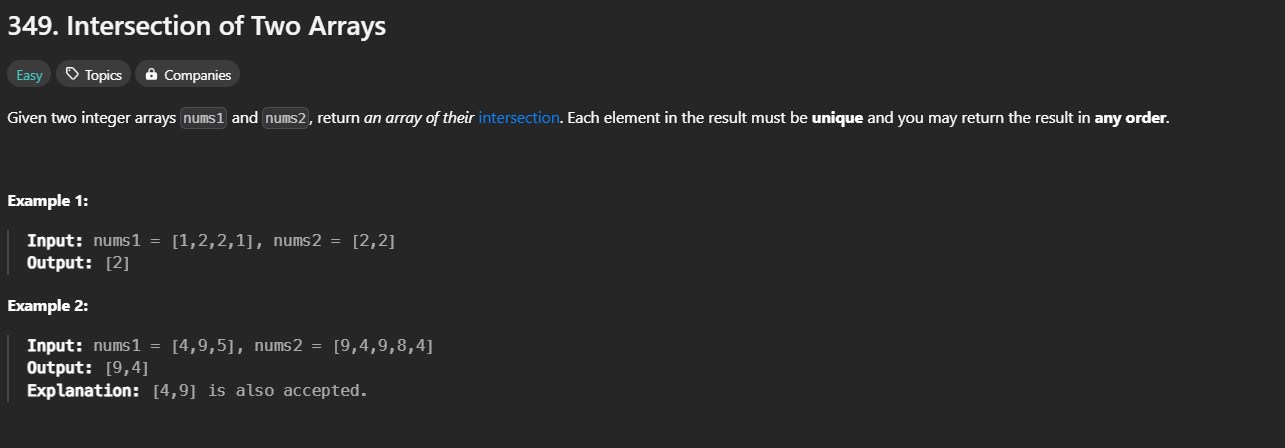 349. Intersection of Two Arrays
Easy Topics Companies
Given two integer arrays nums1 and nums2, return an array of their intersection. Each element in the result must be unique and you may return the result in any order.
Example 1:
Input: nums1 = [1,2,2,1], nums2 = [2,2]
Output: [2]
Example 2:
Input: nums1 = [4,9,5], nums2 = [9,4,9,8,4]
Output: [9,4]
Explanation: [4,9] is also accepted.